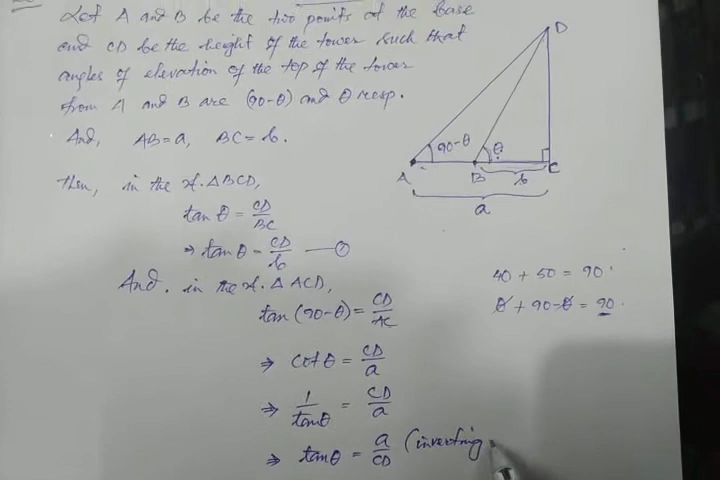 Let A and B be the two points at the base
and CD be the height of the tower such that
angles of elevation of the top of the tower
from A and B are (90-θ) and θ resp.
And, AB = a, BC = b.
then, in the rt. △BCD,
tan θ = CD/BC
⇒ tan θ = CD/b —— ①
And. in the rt. △ ACD,
tan (90-θ) = CD/AC
⇒ cot θ = CD/a
⇒ 1/tanθ = CD/a
⇒ tanθ = a/CD (inverting
D
90-θ
θ
A
B
b
C
a
40 + 50 = 90
θ + 90-θ = 90